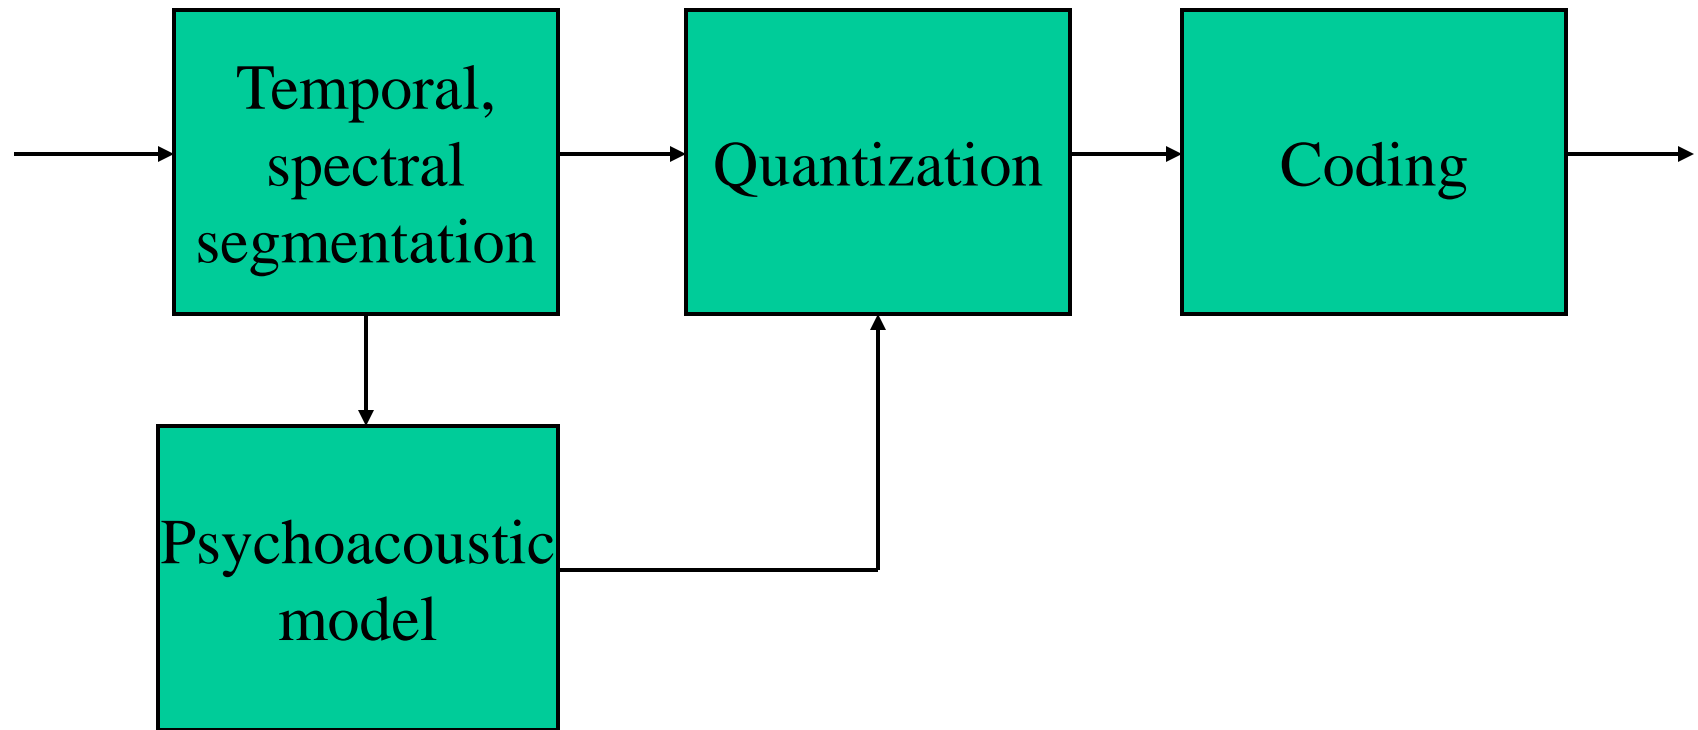 Temporal,
spectral
segmentation
Quantization
Coding
Psychoacoustic
model